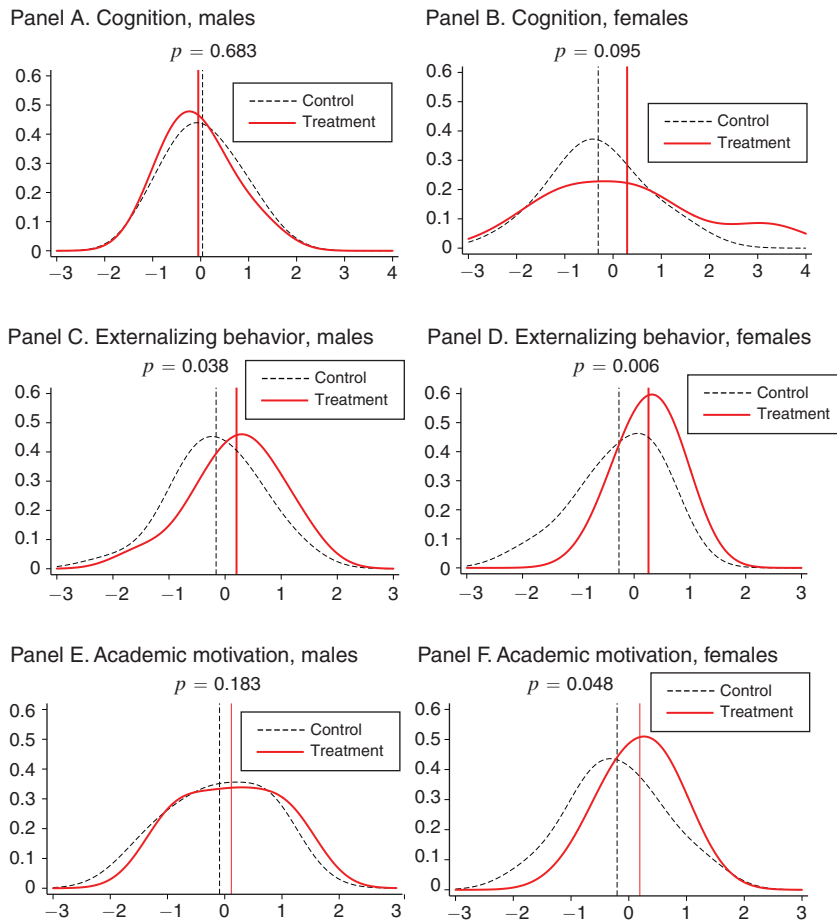 Panel A. Cognition, males
p = 0.683
0.6
0.5
0.4
0.3
0.2
0.1
0
Control
Treatment
−3 −2 −1 0 1 2 3 4
Panel B. Cognition, females
p = 0.095
0.6
0.5
0.4
0.3
0.2
0.1
0
Control
Treatment
−3 −2 −1 0 1 2 3 4
Panel C. Externalizing behavior, males
p = 0.038
0.6
0.5
0.4
0.3
0.2
0.1
0
Control
Treatment
−3 −2 −1 0 1 2 3
Panel D. Externalizing behavior, females
p = 0.006
0.6
0.5
0.4
0.3
0.2
0.1
0
Control
Treatment
−3 −2 −1 0 1 2 3
Panel E. Academic motivation, males
p = 0.183
0.6
0.5
0.4
0.3
0.2
0.1
0
Control
Treatment
−3 −2 −1 0 1 2 3
Panel F. Academic motivation, females
p = 0.048
0.6
0.5
0.4
0.3
0.2
0.1
0
Control
Treatment
−3 −2 −1 0 1 2 3